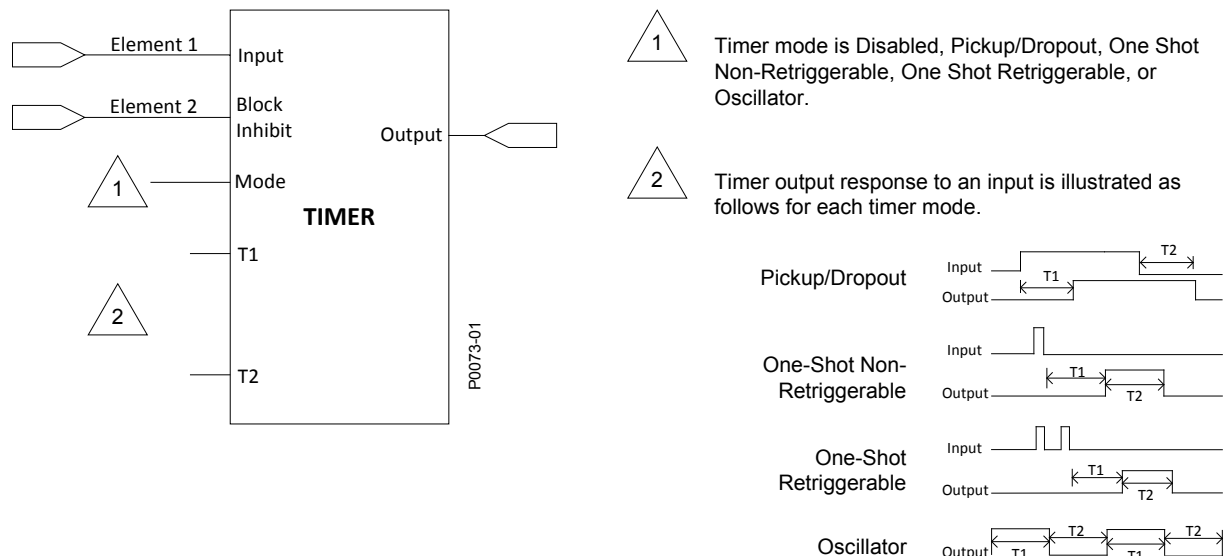 Element 1
Input
Element 2
Block
Inhibit
Output
1
Mode
TIMER
T1
2
T2
P0073-01
1
Timer mode is Disabled, Pickup/Dropout, One Shot
Non-Retriggerable, One Shot Retriggerable, or
Oscillator.
2
Timer output response to an input is illustrated as
follows for each timer mode.
Pickup/Dropout
Input
T1
T2
Output
One-Shot Non-
Retriggerable
Input
T1
Output
T2
One-Shot
Retriggerable
Input
T1
Output
T2
Oscillator
Output
T1
T2
T1
T2